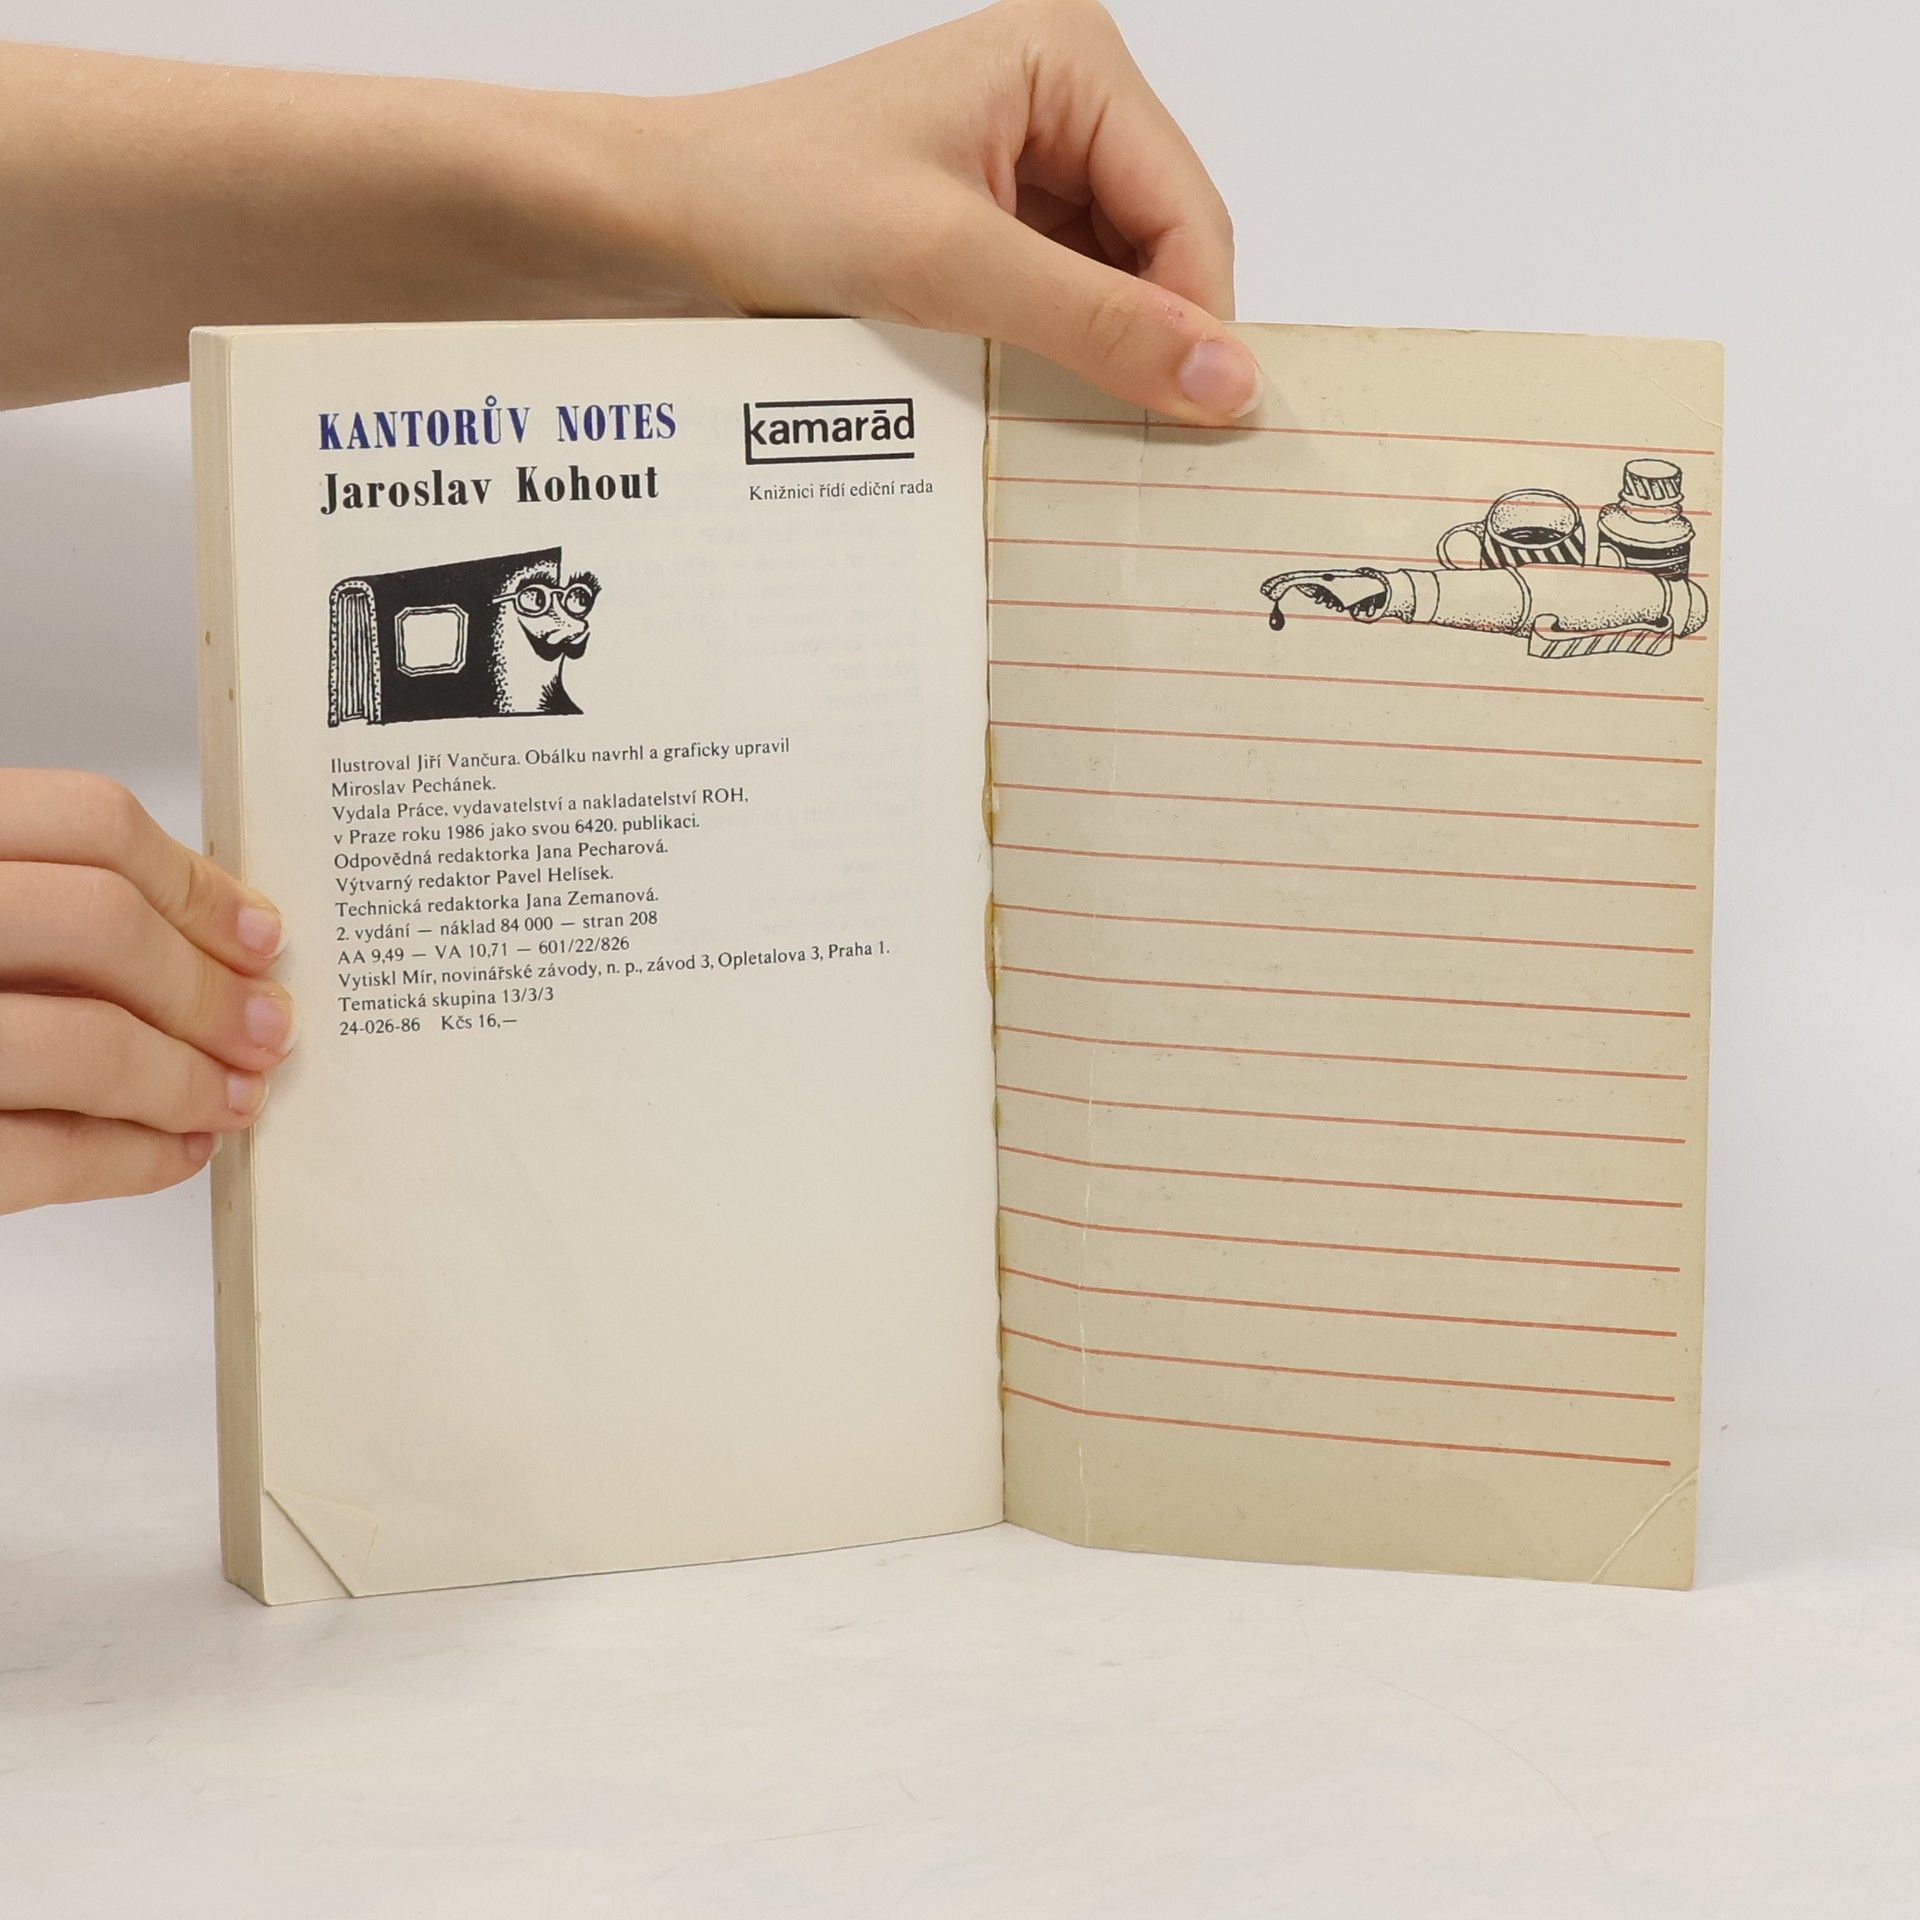 KANTORŮV NOTES
Jaroslav Kohout
kamarād
Knižnici řídí ediční rada
Ilustroval Jiří Vančura. Obálku navrhl a graficky upravil
Miroslav Pechánek.
Vydala Práce, vydavatelství a nakladatelství ROH,
v Praze roku 1986 jako svou 6420. publikaci.
Odpovědná redaktorka Jana Pecharová.
Výtvarný redaktor Pavel Helísek.
Technická redaktorka Jana Zemanová.
2. vydání — náklad 84 000 — stran 208
AA 9,49 — VA 10,71 — 601/22/826
Vytiskl Mír, novinářské závody, n. p., závod 3, Opletalova 3, Praha 1.
Tematická skupina 13/3/3
24-026-86 Kčs 16,—